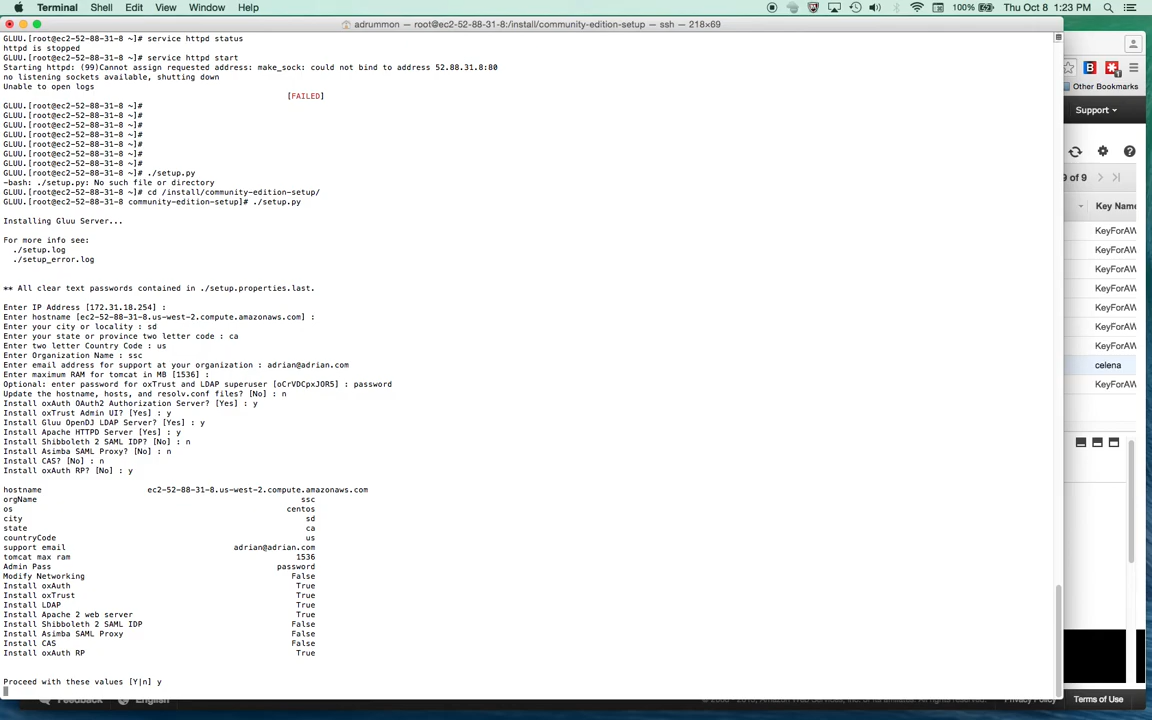 Terminal Shell Edit View Window Help 100% Thu Oct 8 1:23 PM
adrummon — root@ec2-52-88-31-8:/install/community-edition-setup — ssh — 218×69
GLUU.[root@ec2-52-88-31-8 ~]# service httpd status
httpd is stopped
GLUU.[root@ec2-52-88-31-8 ~]# service httpd start
Starting httpd: (99)Cannot assign requested address: make_sock: could not bind to address 52.88.31.8:80
no listening sockets available, shutting down
Unable to open logs
[FAILED]
GLUU.[root@ec2-52-88-31-8 ~]#
GLUU.[root@ec2-52-88-31-8 ~]#
GLUU.[root@ec2-52-88-31-8 ~]#
GLUU.[root@ec2-52-88-31-8 ~]#
GLUU.[root@ec2-52-88-31-8 ~]#
GLUU.[root@ec2-52-88-31-8 ~]#
GLUU.[root@ec2-52-88-31-8 ~]#
GLUU.[root@ec2-52-88-31-8 ~]# ./setup.py
-bash: ./setup.py: No such file or directory
GLUU.[root@ec2-52-88-31-8 ~]# cd /install/community-edition-setup/
GLUU.[root@ec2-52-88-31-8 community-edition-setup]# ./setup.py
Installing Gluu Server...
For more info see:
./setup.log
./setup_error.log
** All clear text passwords contained in ./setup.properties.last.
Enter IP Address [172.31.18.254] :
Enter hostname [ec2-52-88-31-8.us-west-2.compute.amazonaws.com] :
Enter your city or locality : sd
Enter your state or province two letter code : ca
Enter two letter Country Code : us
Enter Organization Name : ssc
Enter email address for support at your organization : adrian@adrian.com
Enter maximum RAM for tomcat in MB [1536] :
Optional: enter password for oxTrust and LDAP superuser [oCrVDCpxJOR5] : password
Update the hostname, hosts, and resolv.conf files? [No] : n
Install oxAuth OAuth2 Authorization Server? [Yes] : y
Install oxTrust Admin UI? [Yes] : y
Install Gluu OpenDJ LDAP Server? [Yes] : y
Install Apache HTTPD Server [Yes] : y
Install Shibboleth 2 SAML IDP? [No] : n
Install Asimba SAML Proxy? [No] : n
Install CAS? [No] : n
Install oxAuth RP? [No] : y
hostname ec2-52-88-31-8.us-west-2.compute.amazonaws.com
orgName ssc
os centos
city sd
state ca
countryCode us
support email adrian@adrian.com
tomcat max ram 1536
Admin Pass password
Modify Networking False
Install oxAuth True
Install oxTrust True
Install LDAP True
Install Apache 2 web server True
Install Shibboleth 2 SAML IDP False
Install Asimba SAML Proxy False
Install CAS False
Install oxAuth RP True
Proceed with these values [Y|n] y
Other Bookmarks
Support
9 of 9
Key Name
KeyForAW
KeyForAW
KeyForAW
KeyForAW
KeyForAW
KeyForAW
KeyForAW
celena
KeyForAW
Feedback English Privacy Policy Terms of Use